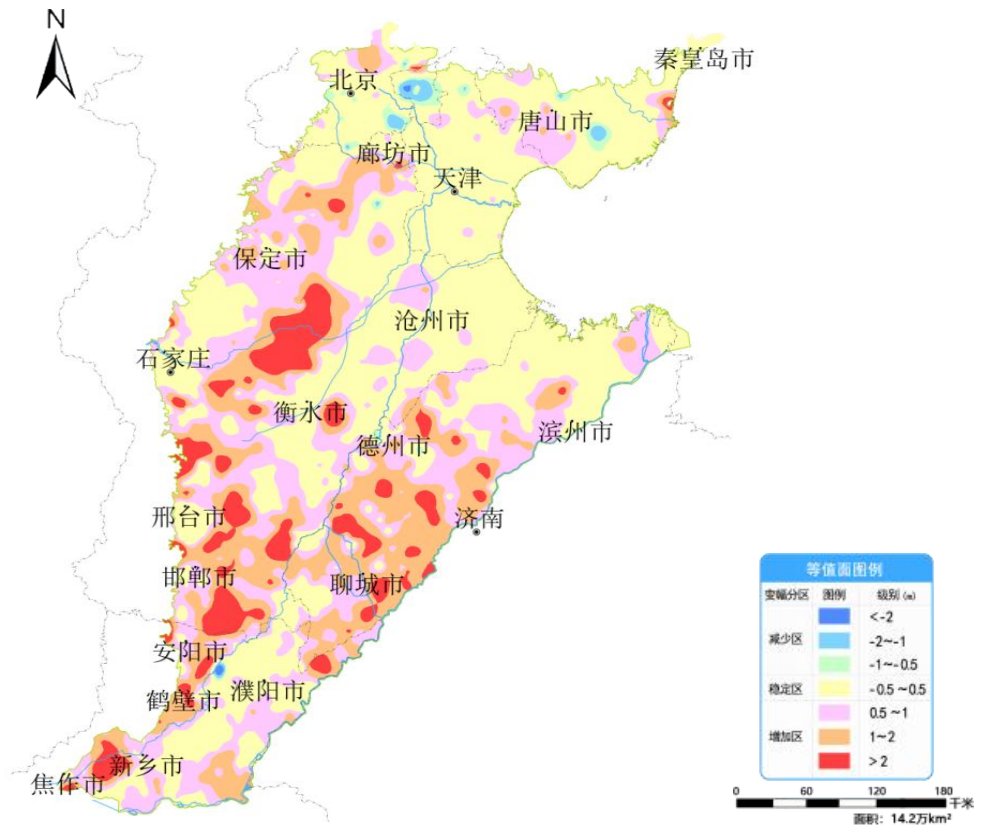 N
秦皇岛市
北京
唐山市
廊坊市
天津
保定市
沧州市
石家庄
衡水市
德州市
滨州市
邢台市
济南
邯郸市
聊城市
安阳市
鹤壁市
濮阳市
新乡市
焦作市
等值面图例
变幅分区 图例 级别 (m)
<-2
减少区 -2~-1
-1~-0.5
稳定区 -0.5~0.5
0.5~1
增加区 1~2
>2
0 60 120 180
千米
面积：14.2万km²